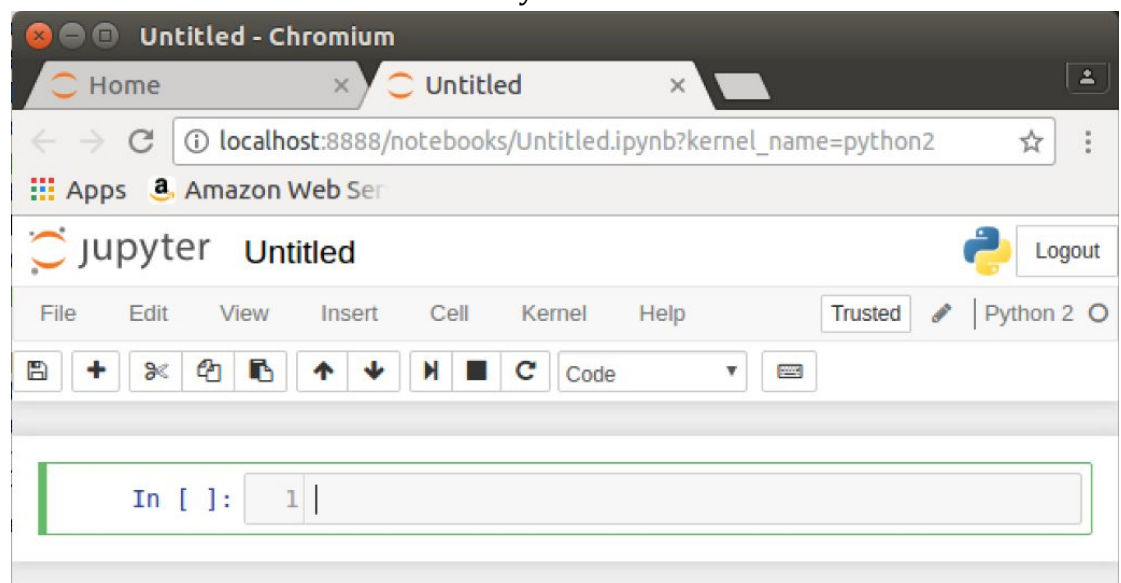 Untitled - Chromium
Home Untitled
localhost:8888/notebooks/Untitled.ipynb?kernel_name=python2
Apps Amazon Web Ser
jupyter Untitled Logout
File Edit View Insert Cell Kernel Help Trusted Python 2
Code
In [ ]: 1